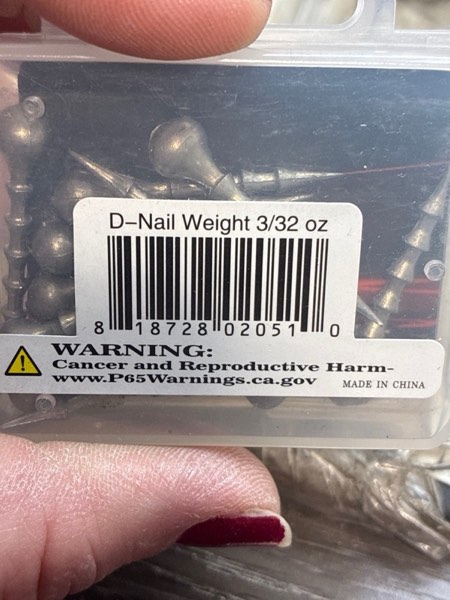 D-Nail Weight 3/32 oz
8 18728 02051 0
WARNING:
Cancer and Reproductive Harm-
www.P65Warnings.ca.gov
MADE IN CHINA